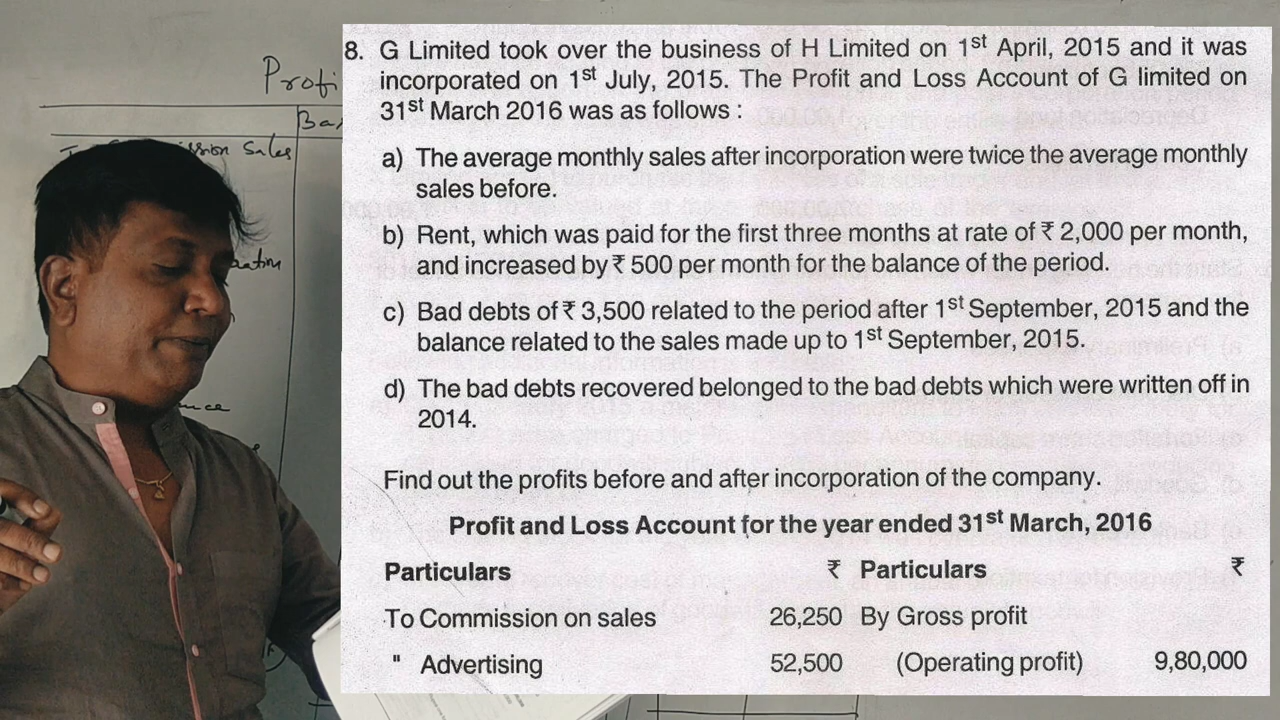 Profi
Bas
ission Sales
8. G Limited took over the business of H Limited on 1st April, 2015 and it was
incorporated on 1st July, 2015. The Profit and Loss Account of G limited on
31st March 2016 was as follows :
a) The average monthly sales after incorporation were twice the average monthly
sales before.
b) Rent, which was paid for the first three months at rate of ₹ 2,000 per month,
and increased by ₹ 500 per month for the balance of the period.
c) Bad debts of ₹ 3,500 related to the period after 1st September, 2015 and the
balance related to the sales made up to 1st September, 2015.
d) The bad debts recovered belonged to the bad debts which were written off in
2014.
Find out the profits before and after incorporation of the company.
Profit and Loss Account for the year ended 31st March, 2016
Particulars ₹ Particulars ₹
To Commission on sales 26,250 By Gross profit
" Advertising 52,500 (Operating profit) 9,80,000